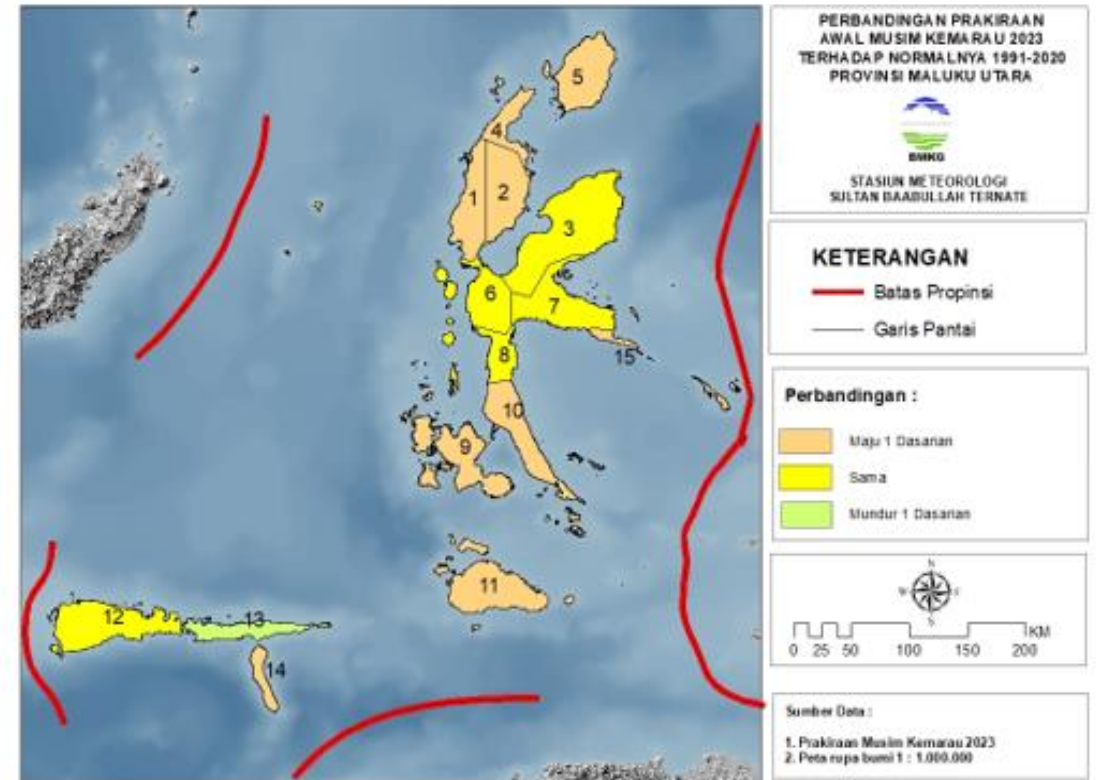 PERBANDINGAN PRAKIRAAN
AWAL MUSIM KEMARAU 2023
TERHADAP NORMALNYA 1991-2020
PROVINSI MALUKU UTARA
BMKG
STASIUN METEOROLOGI
SULTAN BAABULLAH TERNATE
KETERANGAN
Batas Propinsi
Garis Pantai
Perbandingan :
Maju 1 Dasarian
Sama
Mundur 1 Dasarian
N
W E
S
KM
0 25 50 100 150 200
Sumber Data :
1. Prakiraan Musim Kemarau 2023
2. Peta rupa bumi 1 : 1.000.000
5
4
1
2
3
6
7
8
15
10
9
11
12
13
14